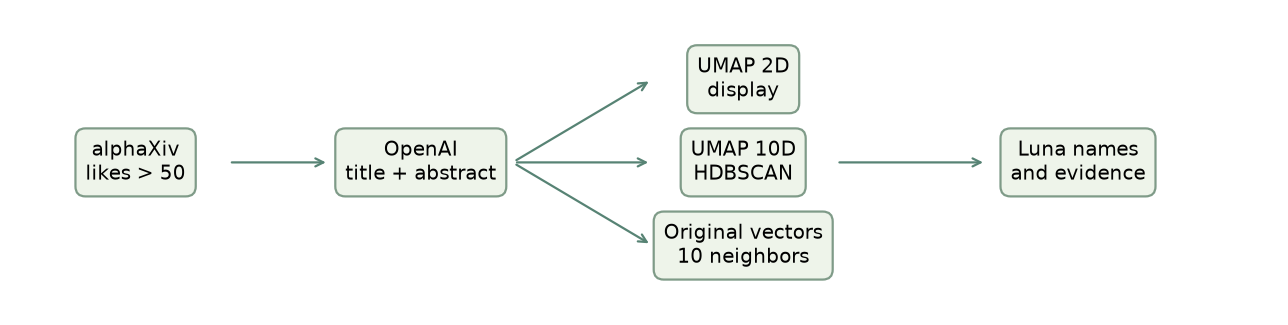 alphaXiv
likes > 50
OpenAI
title + abstract
UMAP 2D
display
UMAP 10D
HDBSCAN
Original vectors
10 neighbors
Luna names
and evidence